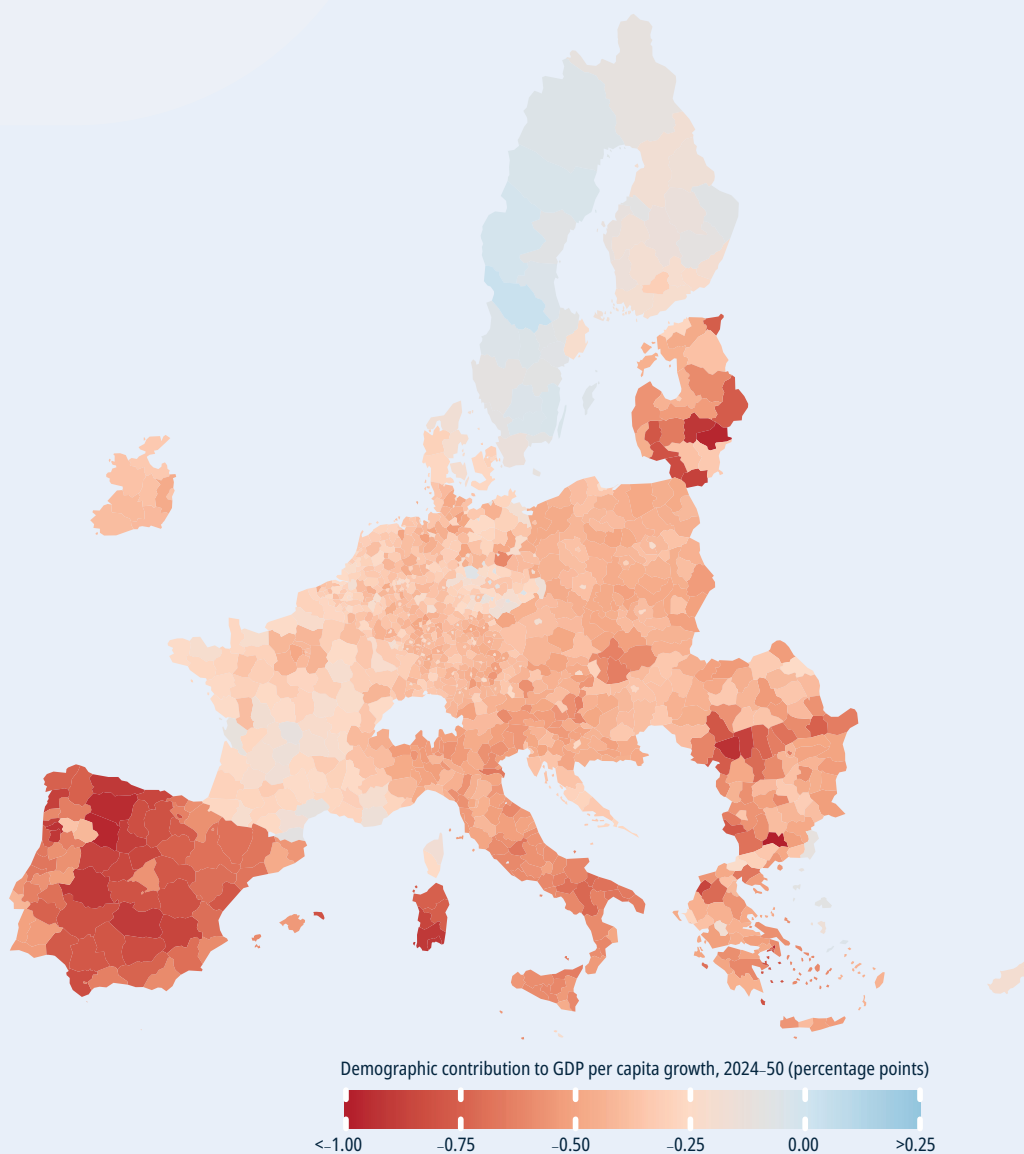 Demographic contribution to GDP per capita growth, 2024–50 (percentage points)
<–1.00 –0.75 –0.50 –0.25 0.00 >0.25